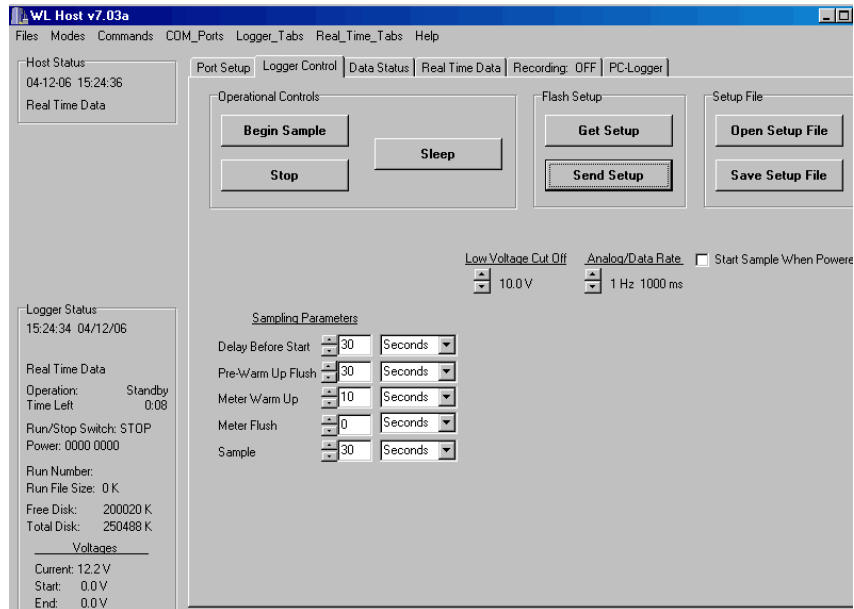 WL Host v7.03a
Files Modes Commands COM_Ports Logger_Tabs Real_Time_Tabs Help
Host Status
04-12-06 15:24:36
Real Time Data
Port Setup Logger Control Data Status Real Time Data Recording: OFF PC-Logger
Operational Controls
Begin Sample
Stop
Sleep
Flash Setup
Get Setup
Send Setup
Setup File
Open Setup File
Save Setup File
Low Voltage Cut Off
10.0 V
Analog/Data Rate
1 Hz 1000 ms
Start Sample When Powere
Sampling Parameters
Delay Before Start 30 Seconds
Pre-Warm Up Flush 30 Seconds
Meter Warm Up 10 Seconds
Meter Flush 0 Seconds
Sample 30 Seconds
Logger Status
15:24:34 04/12/06
Real Time Data
Operation: Standby
Time Left 0:08
Run/Stop Switch: STOP
Power: 0000 0000
Run Number:
Run File Size: 0 K
Free Disk: 200020 K
Total Disk: 250488 K
Voltages
Current: 12.2 V
Start: 0.0 V
End: 0.0 V